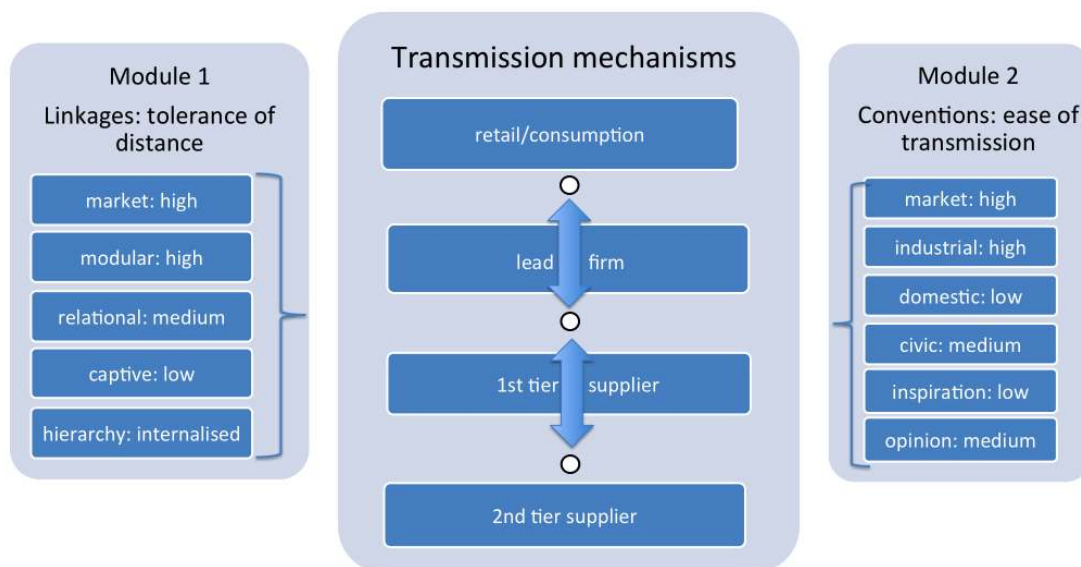 Module 1
Linkages: tolerance of
distance
market: high
modular: high
relational: medium
captive: low
hierarchy: internalised
Transmission mechanisms
retail/consumption
lead firm
1st tier supplier
2nd tier supplier
Module 2
Conventions: ease of
transmission
market: high
industrial: high
domestic: low
civic: medium
inspiration: low
opinion: medium